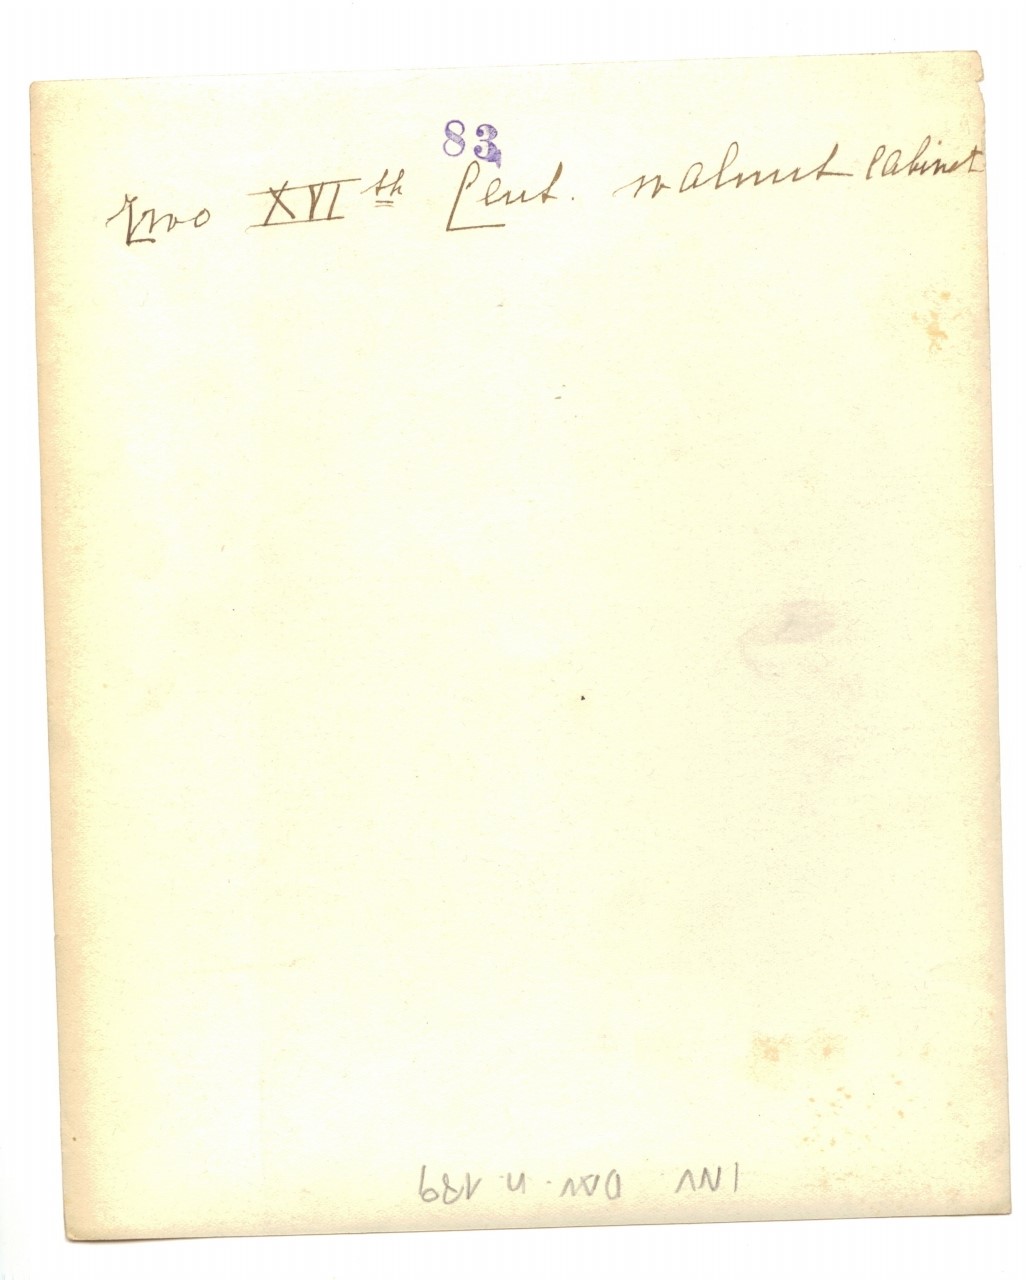 83
Two XVIth Cent. walnut cabinet
INV DAV. n. 189